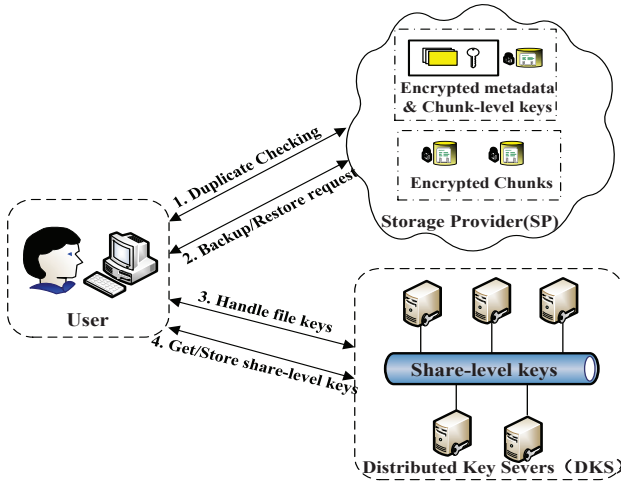 Encrypted metadata
& Chunk-level keys
Encrypted Chunks
Storage Provider(SP)
1. Duplicate Checking
2. Backup/Restore request
User
3. Handle file keys
4. Get/Store share-level keys
Share-level keys
Distributed Key Severs（DKS）